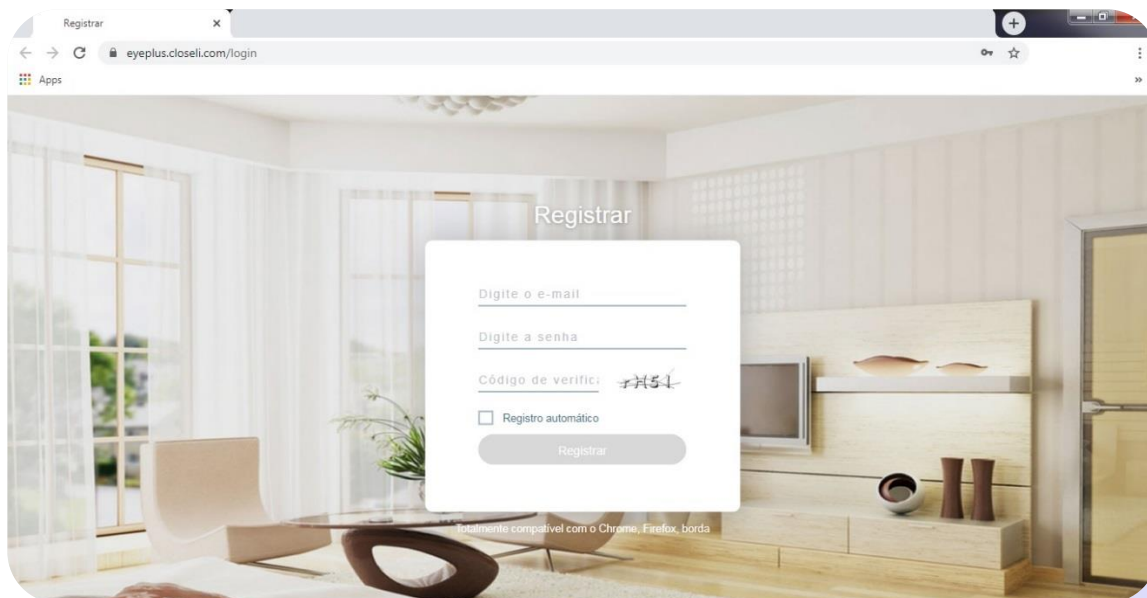 Registrar
eyeplus.closeli.com/login
Apps
Registrar
Digite o e-mail
Digite a senha
Código de verific
Registro automático
Registrar
Totalmente compatível com o Chrome, Firefox, borda